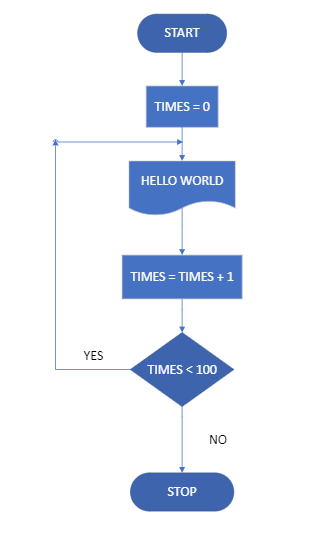 START
TIMES = 0
HELLO WORLD
TIMES = TIMES + 1
YES
TIMES < 100
NO
STOP